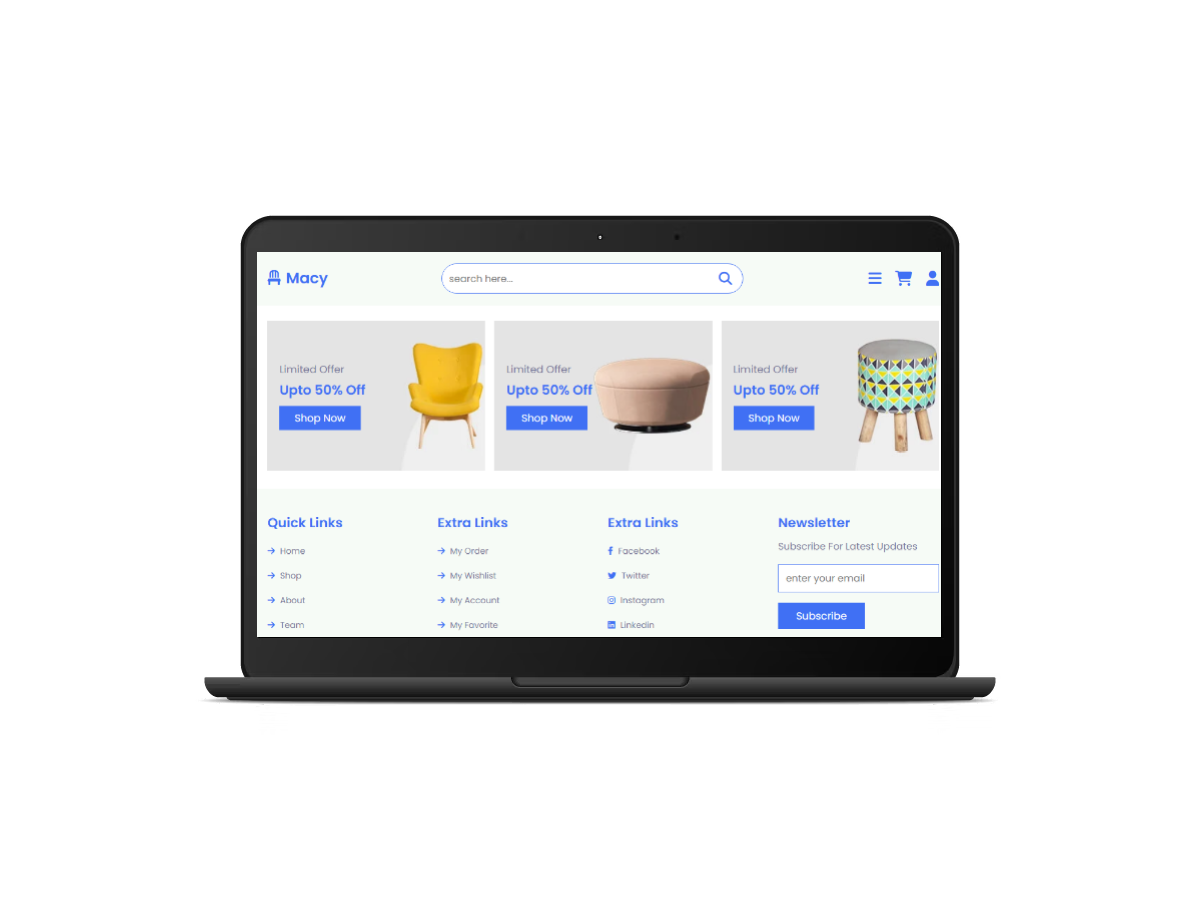 Macy
search here...
Limited Offer
Upto 50% Off
Shop Now
Limited Offer
Upto 50% Off
Shop Now
Limited Offer
Upto 50% Off
Shop Now
Quick Links
Home
Shop
About
Team
Extra Links
My Order
My Wishlist
My Account
My Favorite
Extra Links
Facebook
Twitter
Instagram
Linkedin
Newsletter
Subscribe For Latest Updates
enter your email
Subscribe